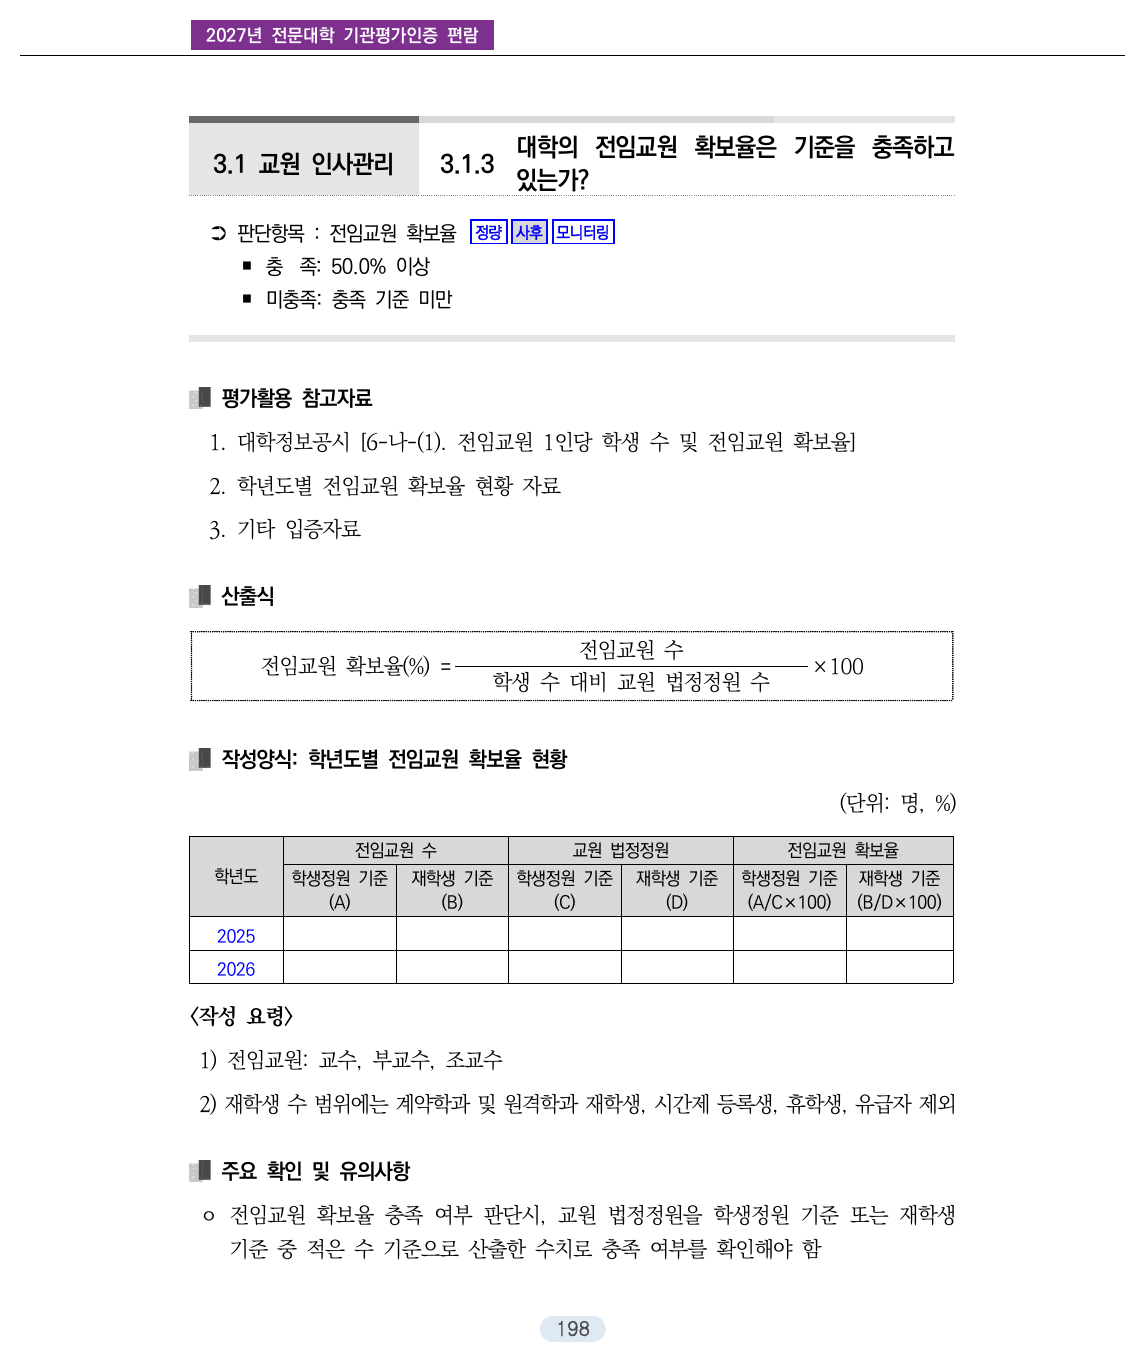 2027년 전문대학 기관평가인증 편람
3.1 교원 인사관리
3.1.3
대학의 전임교원 확보율은 기준을 충족하고
있는가?
➲ 판단항목 : 전임교원 확보율 정량 사후 모니터링
■ 충 족: 50.0% 이상
■ 미충족: 충족 기준 미만
평가활용 참고자료
1. 대학정보공시 [6-나-(1). 전임교원 1인당 학생 수 및 전임교원 확보율]
2. 학년도별 전임교원 확보율 현황 자료
3. 기타 입증자료
산출식
전임교원 수
전임교원 확보율(%) = ×100
학생 수 대비 교원 법정정원 수
작성양식: 학년도별 전임교원 확보율 현황
(단위: 명, %)
학년도 전임교원 수 교원 법정정원 전임교원 확보율
학생정원 기준 재학생 기준 학생정원 기준 재학생 기준 학생정원 기준 재학생 기준
(A) (B) (C) (D) (A/C×100) (B/D×100)
2025
2026
〈작성 요령〉
1) 전임교원: 교수, 부교수, 조교수
2) 재학생 수 범위에는 계약학과 및 원격학과 재학생, 시간제 등록생, 휴학생, 유급자 제외
주요 확인 및 유의사항
ㅇ 전임교원 확보율 충족 여부 판단시, 교원 법정정원을 학생정원 기준 또는 재학생
기준 중 적은 수 기준으로 산출한 수치로 충족 여부를 확인해야 함
198